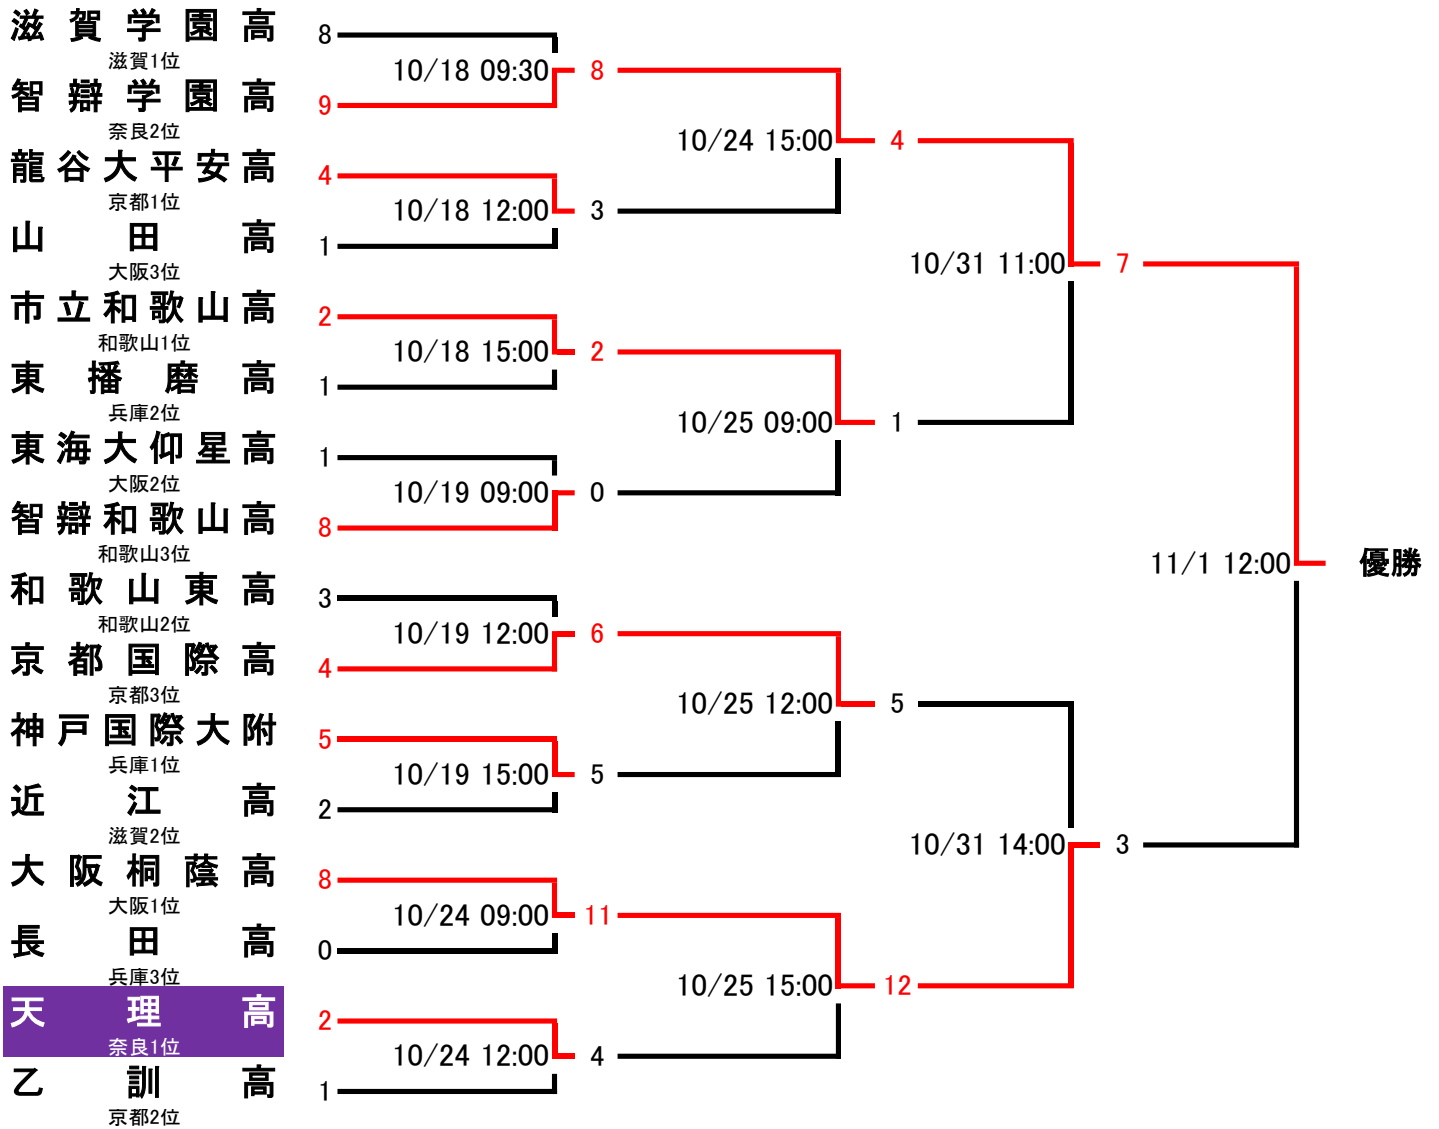 滋賀学園高 8
滋賀1位
10/18 09:30 8
智辯学園高 9
奈良2位
10/24 15:00 4
龍谷大平安高 4
京都1位
10/18 12:00 3
山田高 1
大阪3位
10/31 11:00 7
市立和歌山高 2
和歌山1位
10/18 15:00 2
東播磨高 1
兵庫2位
10/25 09:00 1
東海大仰星高 1
大阪2位
10/19 09:00 0
智辯和歌山高 8
和歌山3位
11/1 12:00 優勝
和歌山東高 3
和歌山2位
10/19 12:00 6
京都国際高 4
京都3位
10/25 12:00 5
神戸国際大附 5
兵庫1位
10/19 15:00 5
近江高 2
滋賀2位
10/31 14:00 3
大阪桐蔭高 8
大阪1位
10/24 09:00 11
長田高 0
兵庫3位
10/25 15:00 12
天理高 2
奈良1位
10/24 12:00 4
乙訓高 1
京都2位